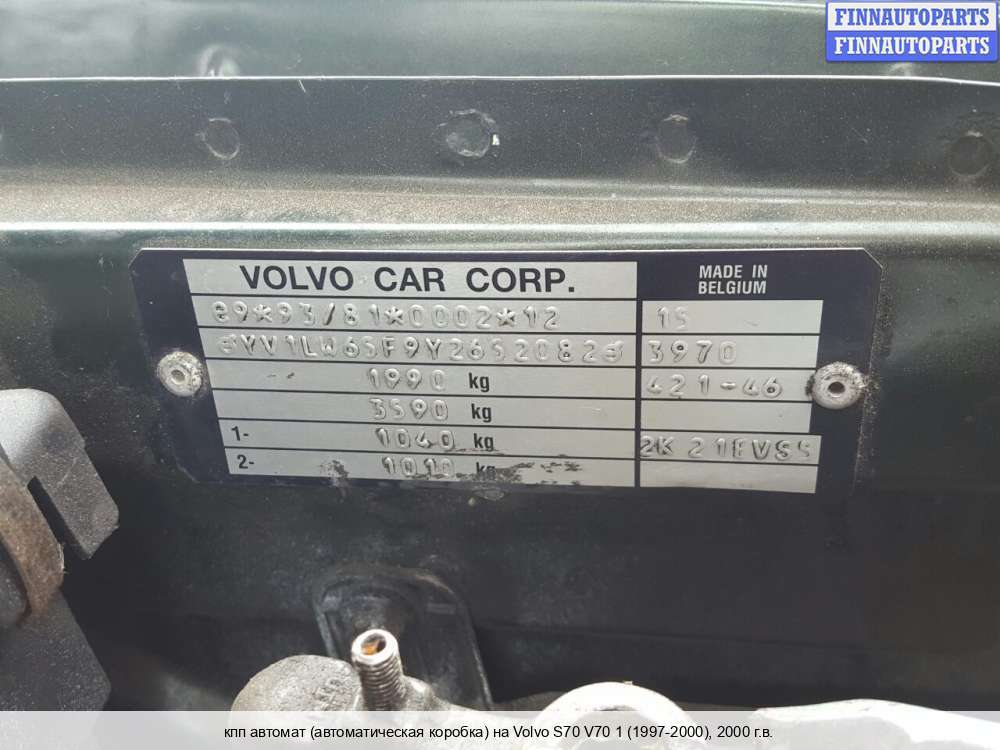 FINNAUTOPARTS
FINNAUTOPARTS
VOLVO CAR CORP.
MADE IN
BELGIUM
e9*93/81*0002*12
15
YV1LW65F9Y2652082
3970
1990 kg
421-46
3590 kg
1- 1040 kg
2K 21EVSS
2- 1010 kg
кпп автомат (автоматическая коробка) на Volvo S70 V70 1 (1997-2000), 2000 г.в.